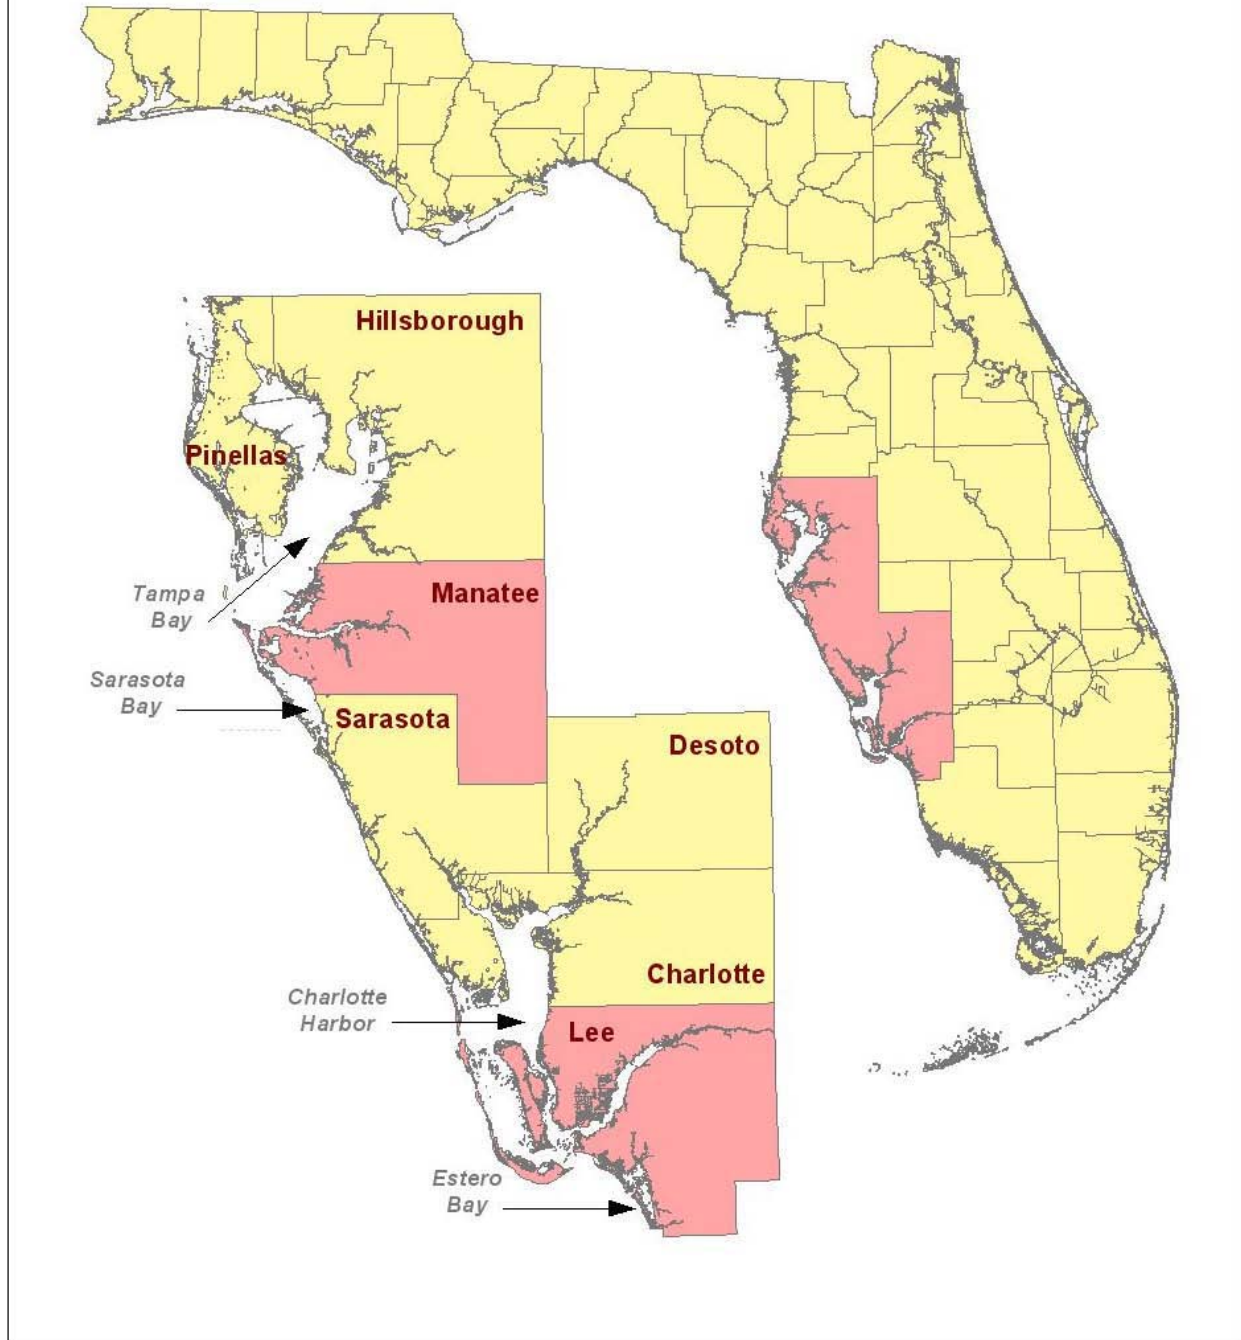 Hillsborough
Pinellas
Tampa
Bay
Manatee
Sarasota
Bay
Sarasota
Desoto
Charlotte
Charlotte
Harbor
Lee
Estero
Bay